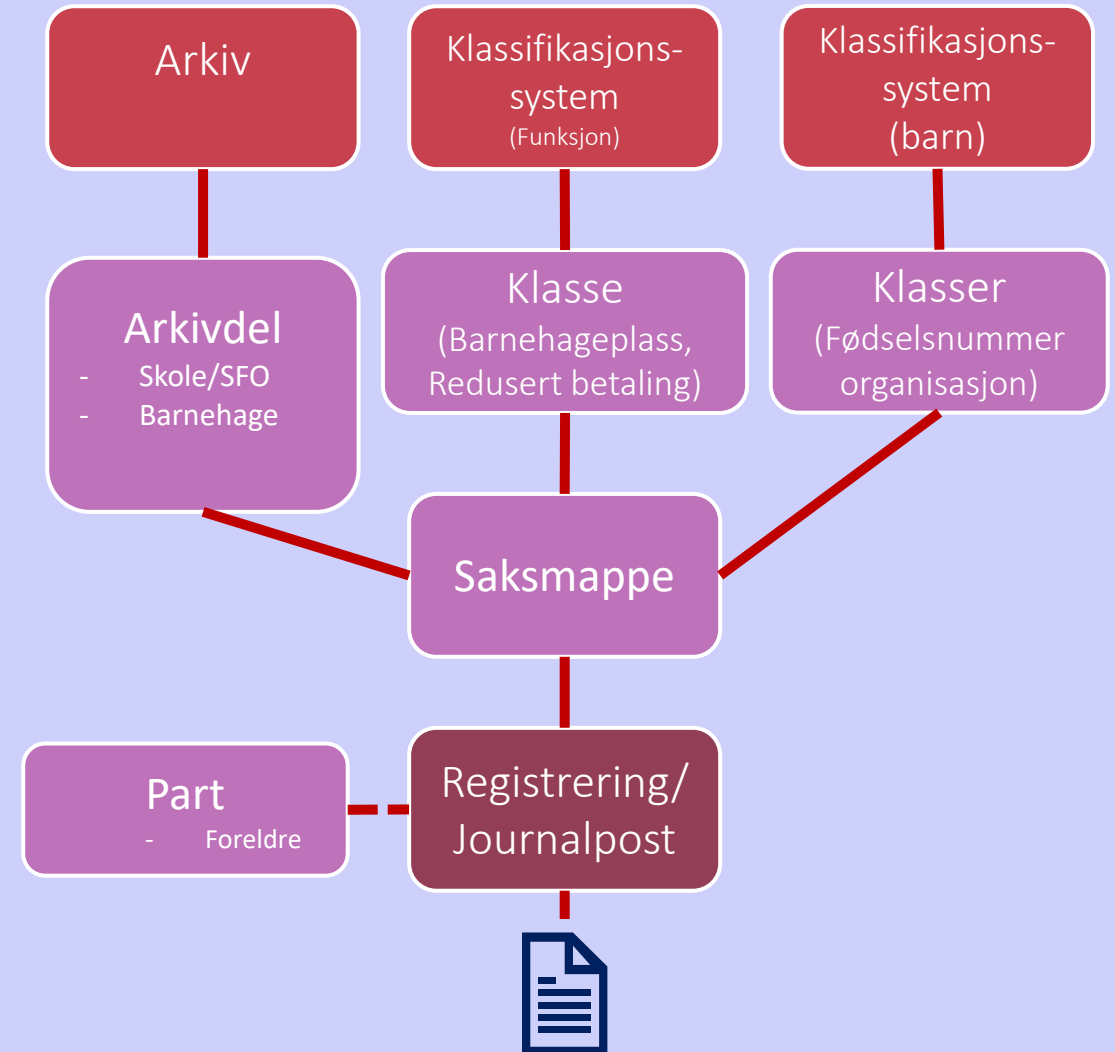 Arkiv
Klassifikasjons-
system
(Funksjon)
Klassifikasjons-
system
(barn)
Arkivdel
- Skole/SFO
- Barnehage
Klasse
(Barnehageplass,
Redusert betaling)
Klasser
(Fødselsnummer
organisasjon)
Saksmappe
Part
- Foreldre
Registrering/
Journalpost